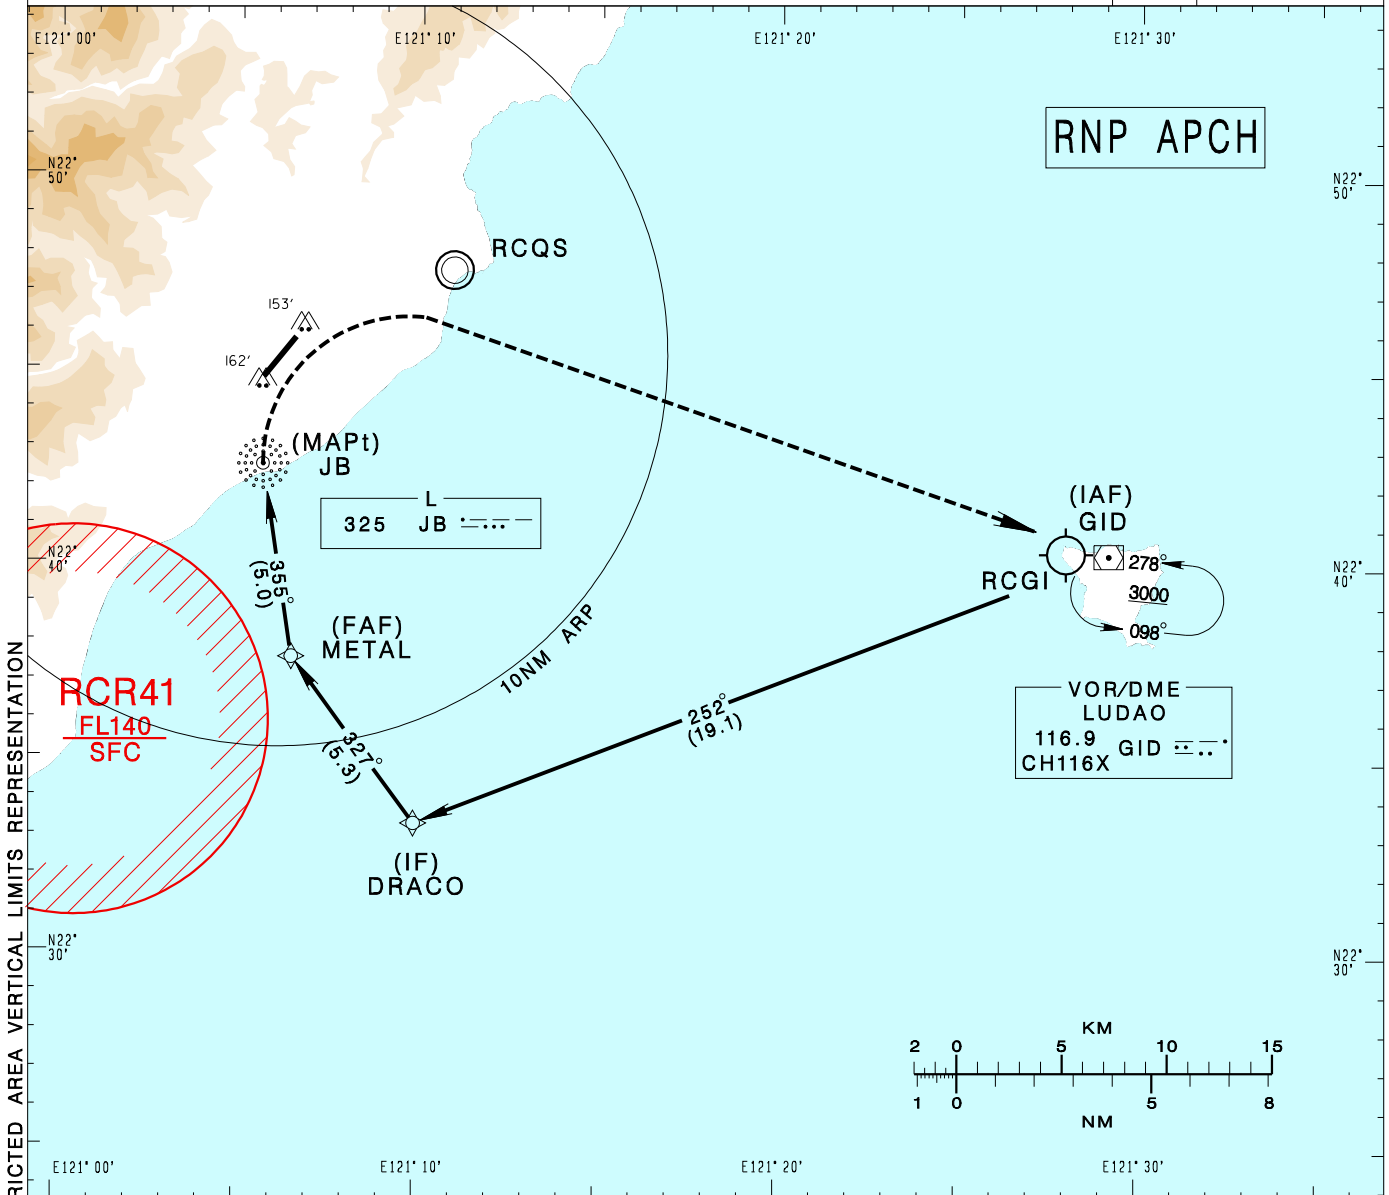 E121° 00'
E121° 10'
E121° 20'
E121° 30'
RNP APCH
N22°
50'
N22°
50'
RCQS
153'
162'
(MAPt)
JB
L
325 JB
(IAF)
GID
RCGI
278°
3000
098°
N22°
40'
N22°
40'
355°
(5.0)
(FAF)
METAL
10NM ARP
RCR41
FL140
SFC
327°
(5.3)
252°
(19.1)
VOR/DME
LUDAO
116.9
CH116X
GID
(IF)
DRACO
N22°
30'
N22°
30'
KM
2 0 5 10 15
1 0 5 8
NM
E121° 00'
E121° 10'
E121° 20'
E121° 30'
RICTED AREA VERTICAL LIMITS REPRESENTATION